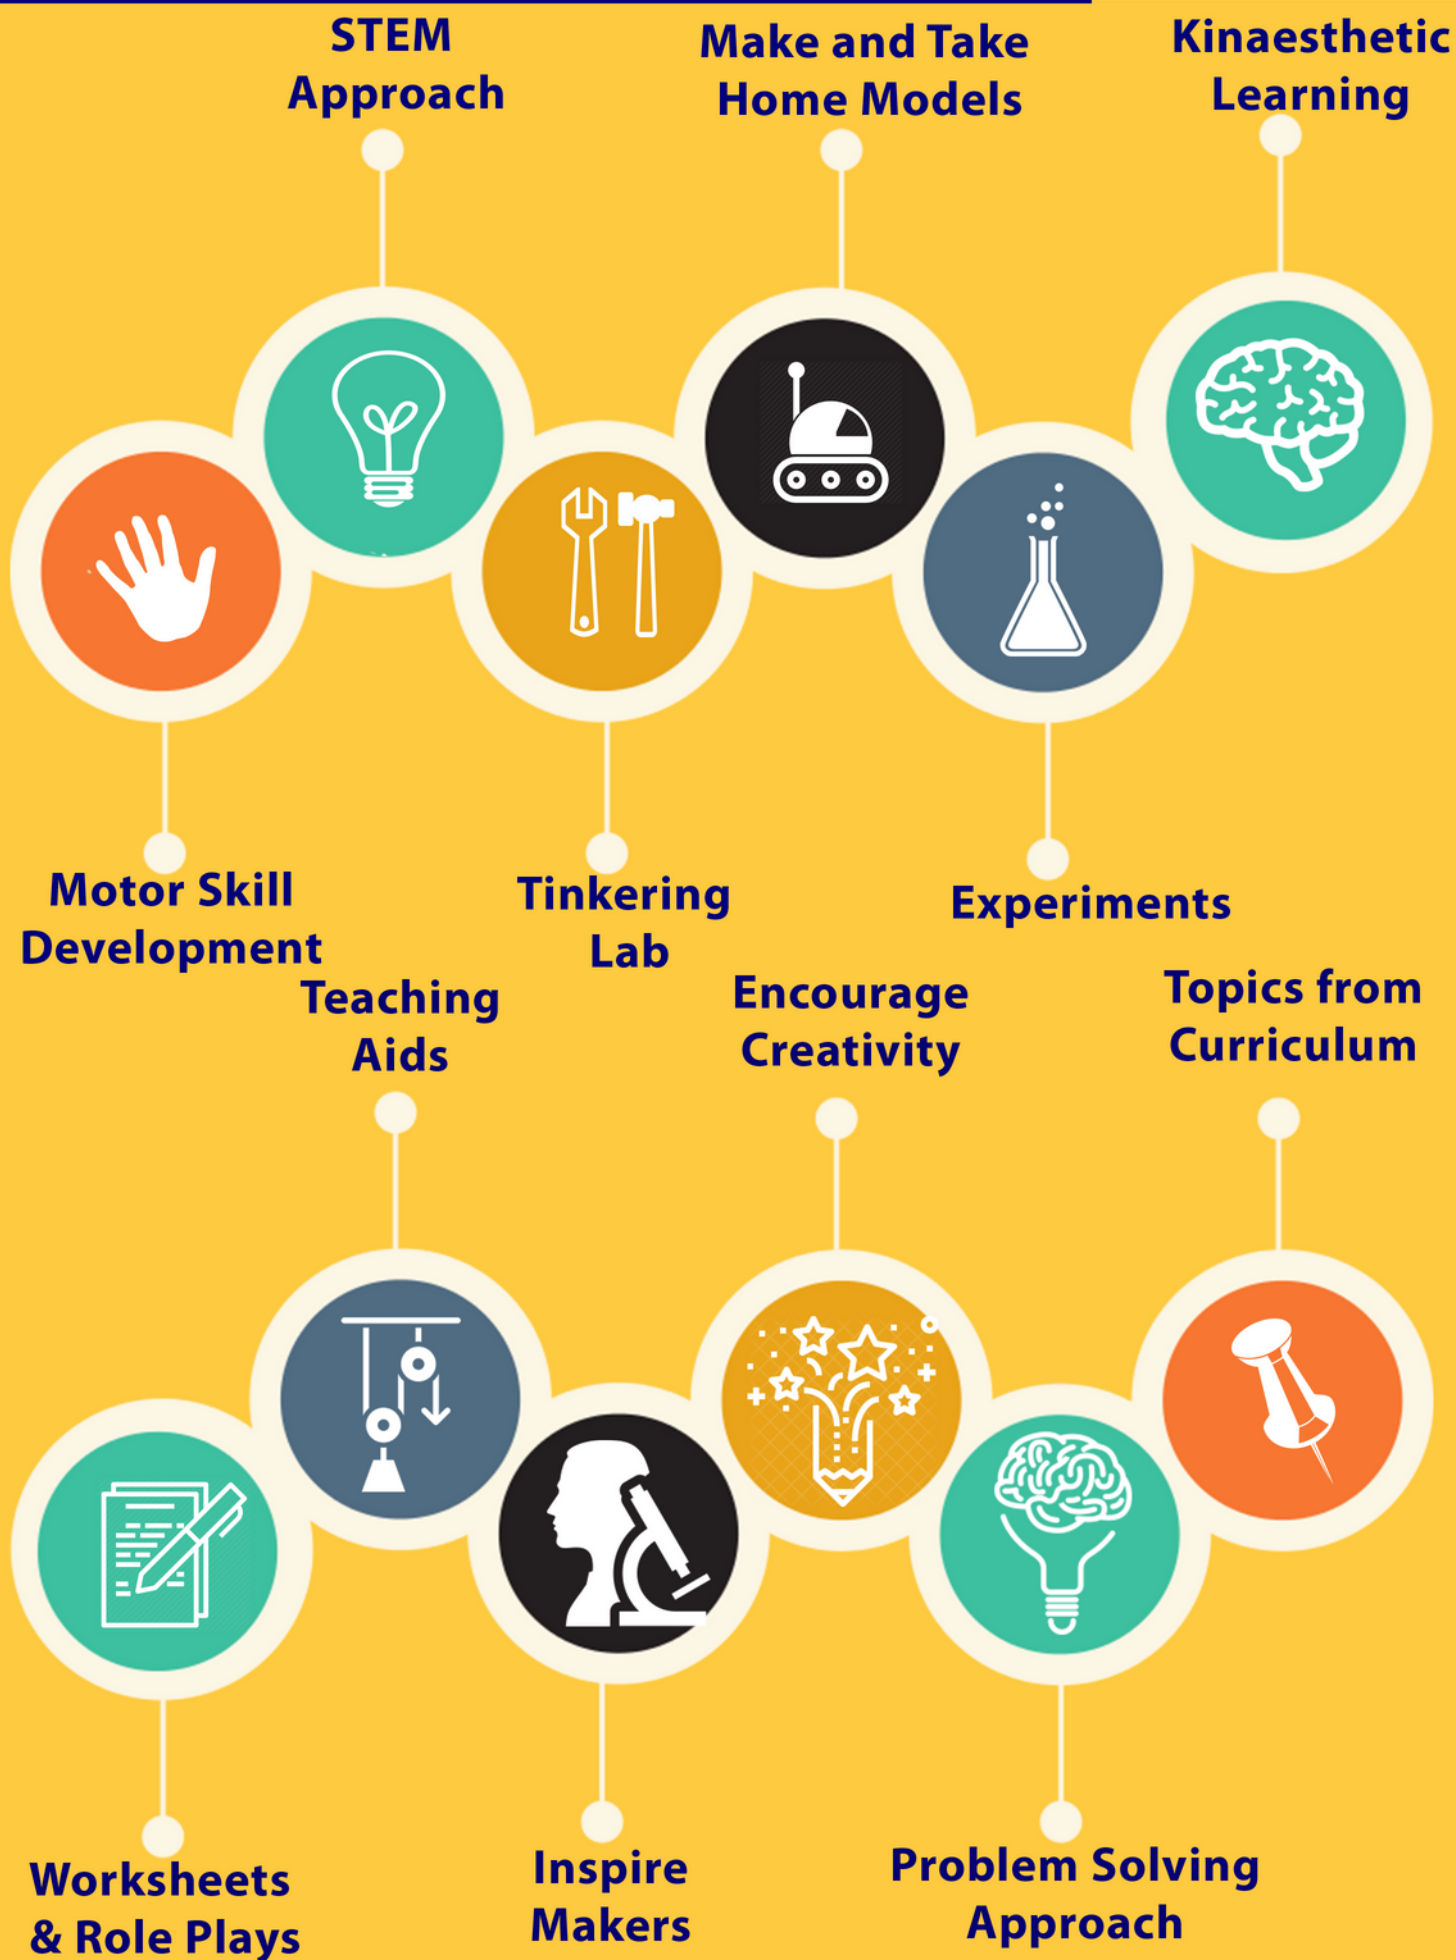 STEM
Approach
Make and Take
Home Models
Kinaesthetic
Learning
Motor Skill
Development
Tinkering
Lab
Experiments
Teaching
Aids
Encourage
Creativity
Topics from
Curriculum
Worksheets
& Role Plays
Inspire
Makers
Problem Solving
Approach